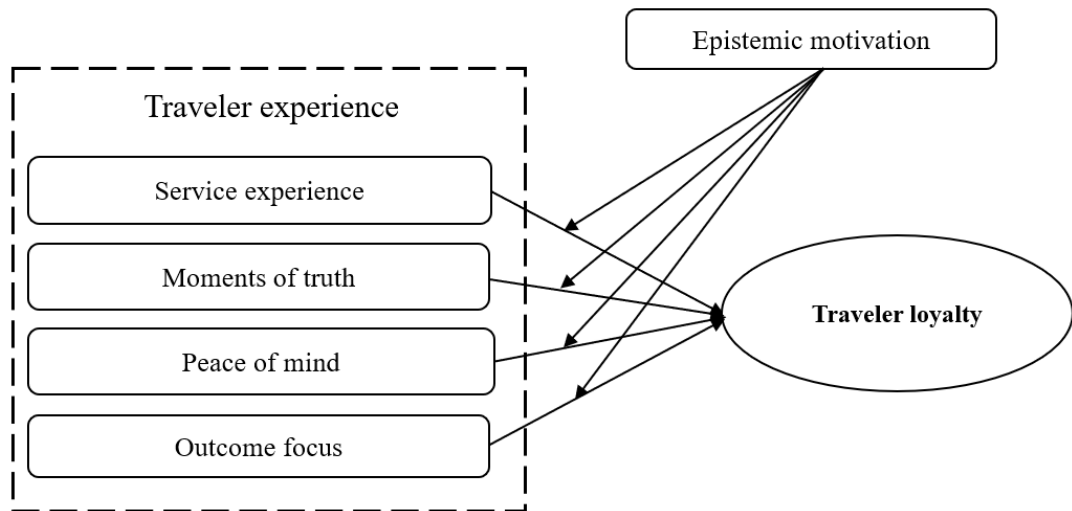 Epistemic motivation
Traveler experience
Service experience
Moments of truth
Peace of mind
Outcome focus
Traveler loyalty